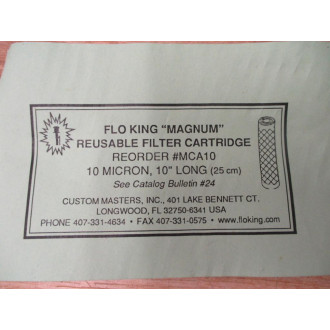 FLO KING "MAGNUM"
REUSABLE FILTER CARTRIDGE
REORDER #MCA10
10 MICRON, 10" LONG (25 cm)
See Catalog Bulletin #24
CUSTOM MASTERS, INC., 401 LAKE BENNETT CT.
LONGWOOD, FL 32750-6341 USA
PHONE 407-331-4634 • FAX 407-331-0575 • www.floking.com